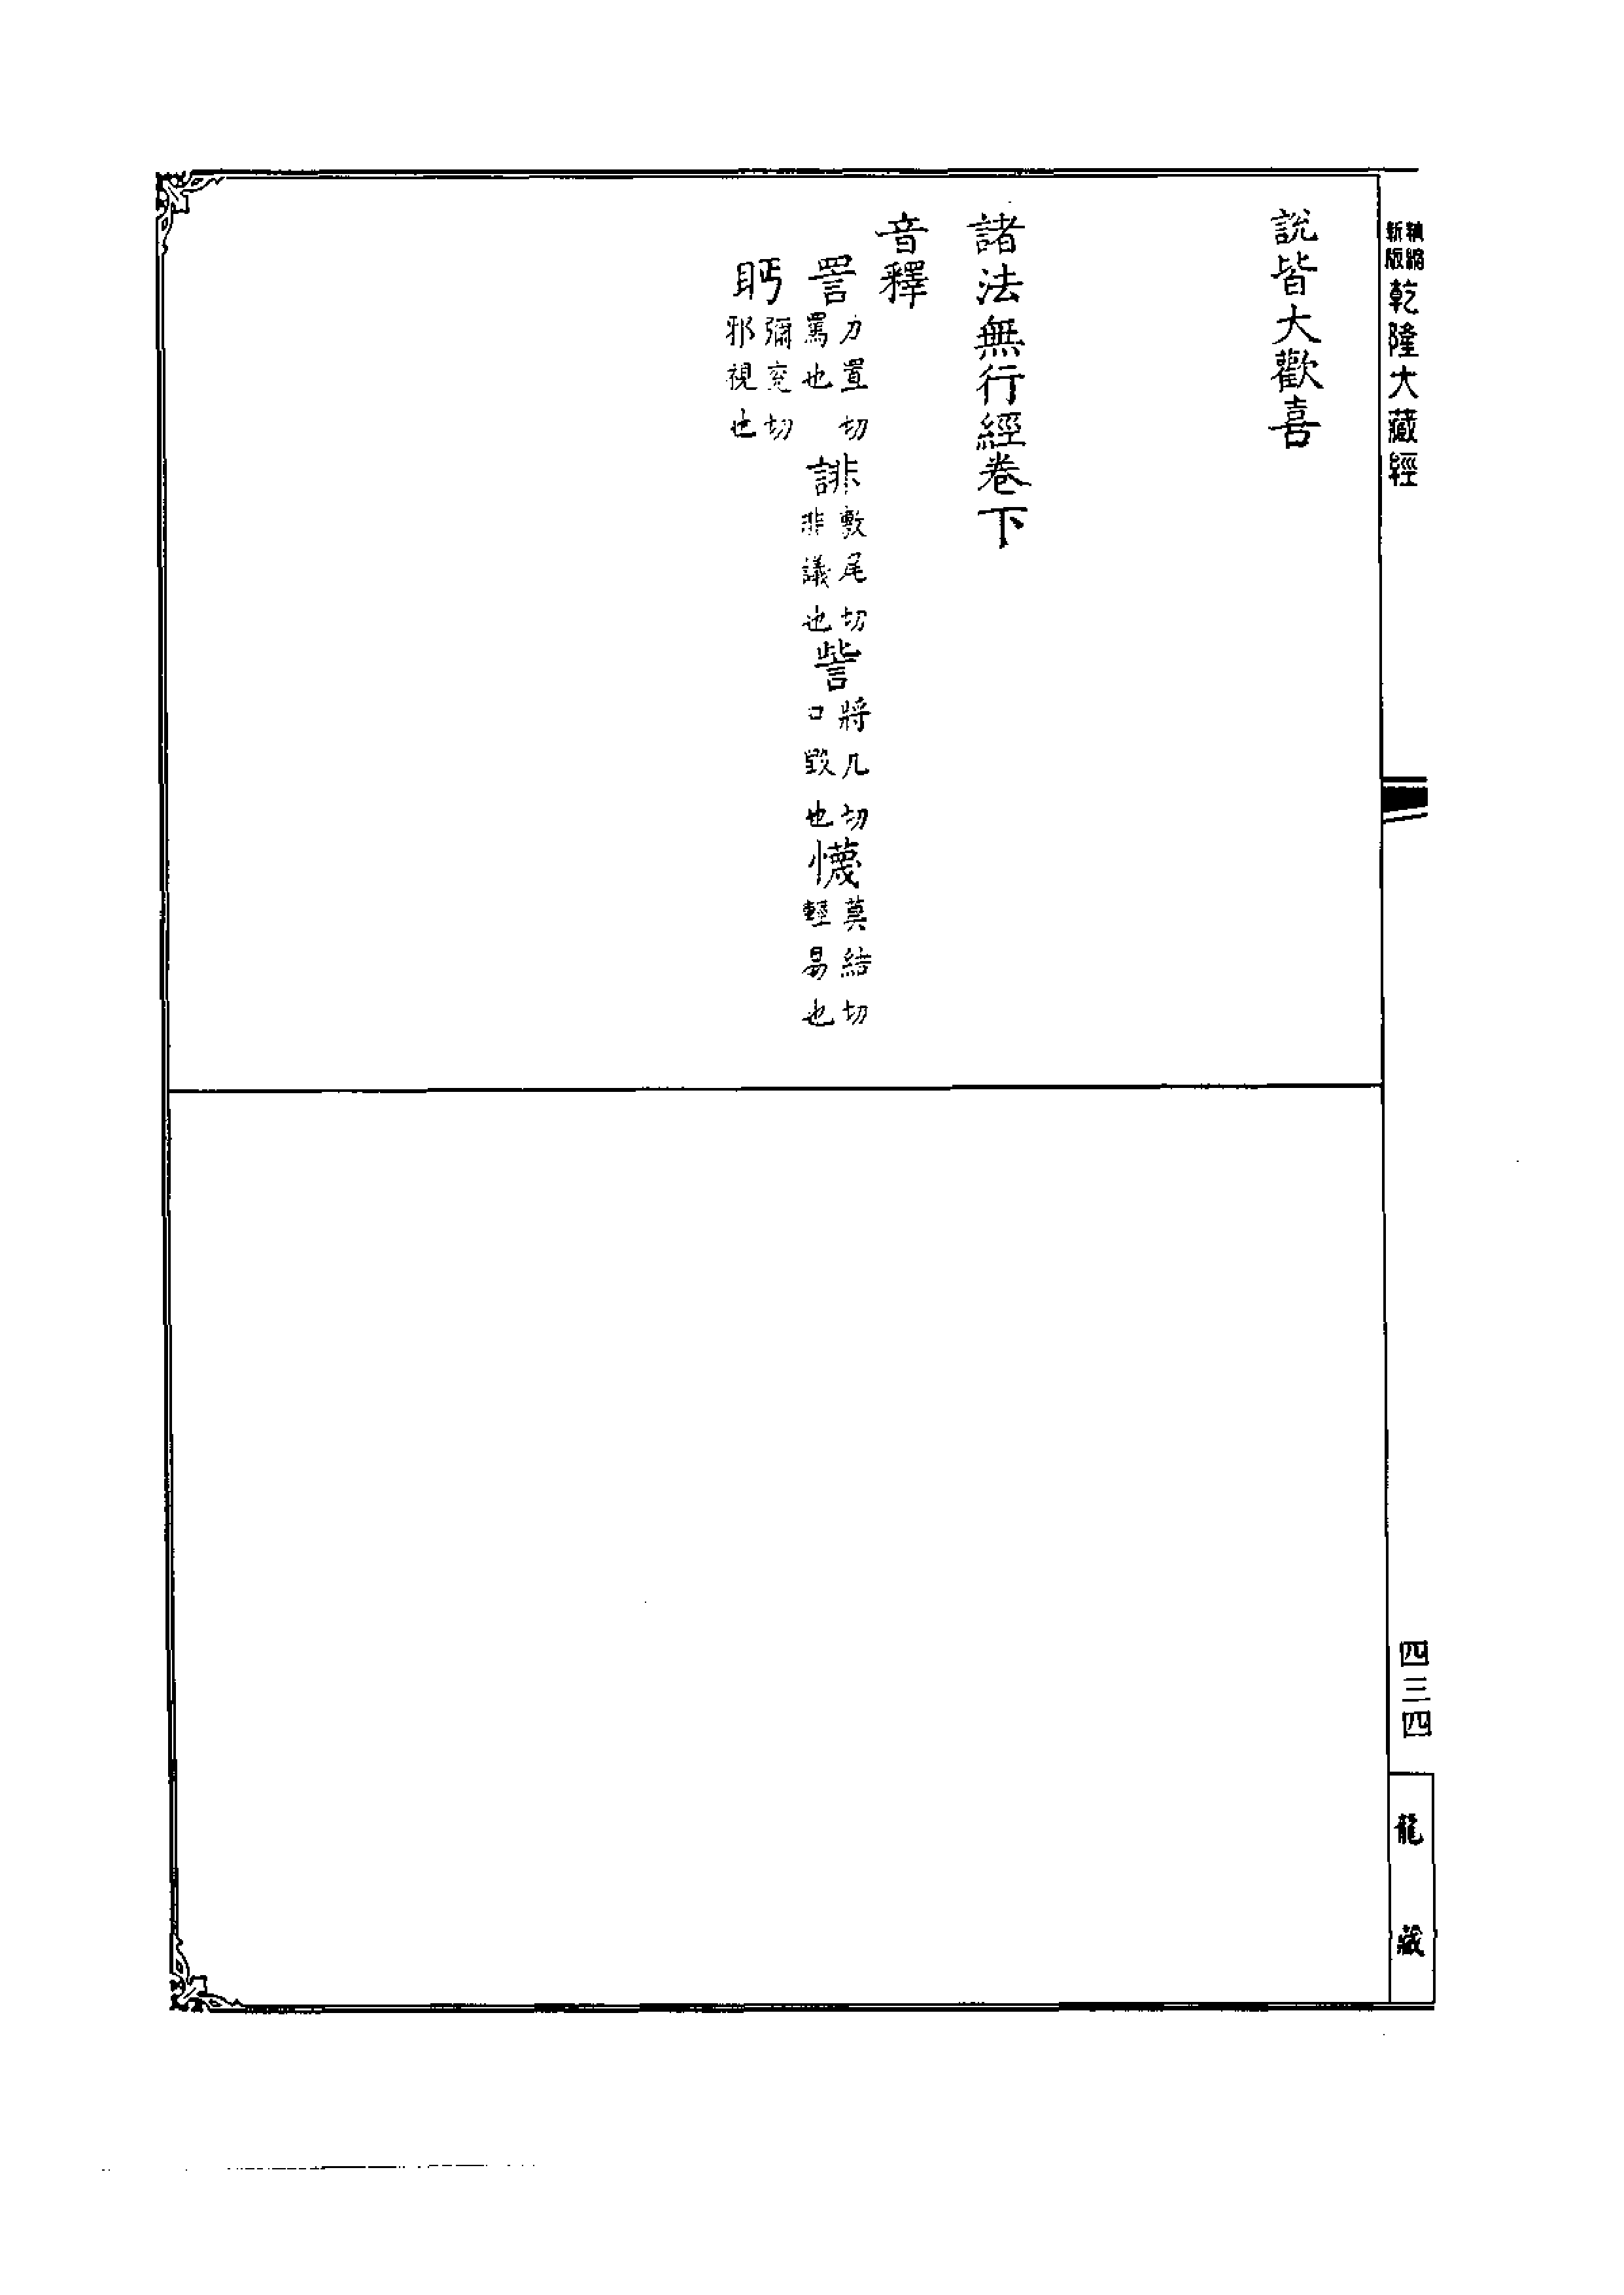 新版精縮
乾隆大藏經
說皆大歡喜
諸法無行經卷下
音釋
詈力置切罵也誹敷尾切非議也訾將几切口毀也懱莫結切輕易也
眄彌兖切邪視也
四三四
龍藏